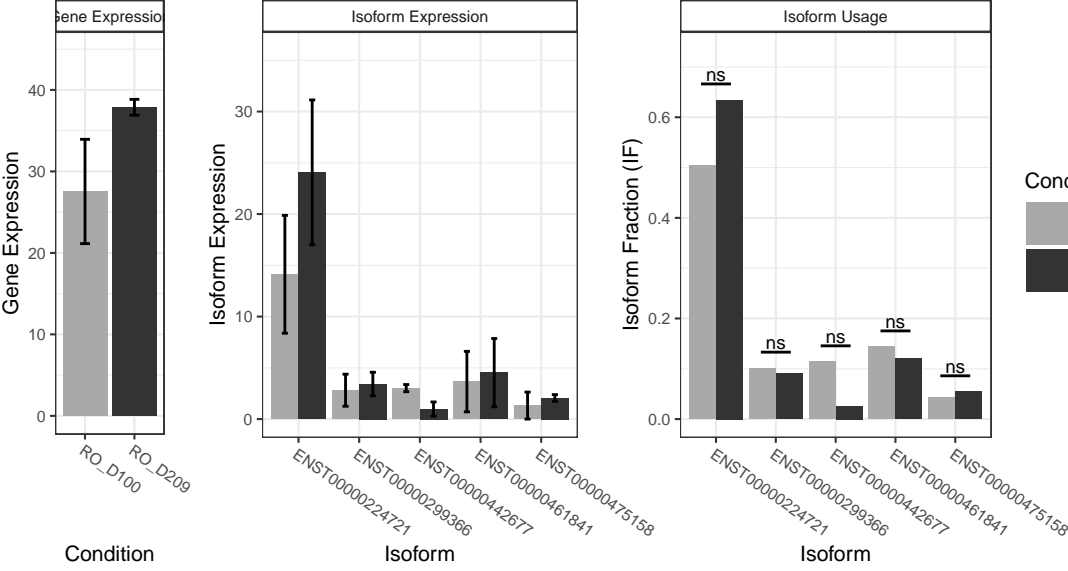 Gene Expression
Isoform Expression
Isoform Usage
Gene Expression
40
30
20
10
0
RO_D100
RO_D209
Condition
Isoform Expression
30
20
10
0
ENST00000224721
ENST00000299366
ENST00000442677
ENST00000461841
ENST00000475158
Isoform
Isoform Fraction (IF)
0.6
0.4
0.2
0.0
ns
ns
ns
ns
ns
ENST00000224721
ENST00000299366
ENST00000442677
ENST00000461841
ENST00000475158
Isoform
Cond